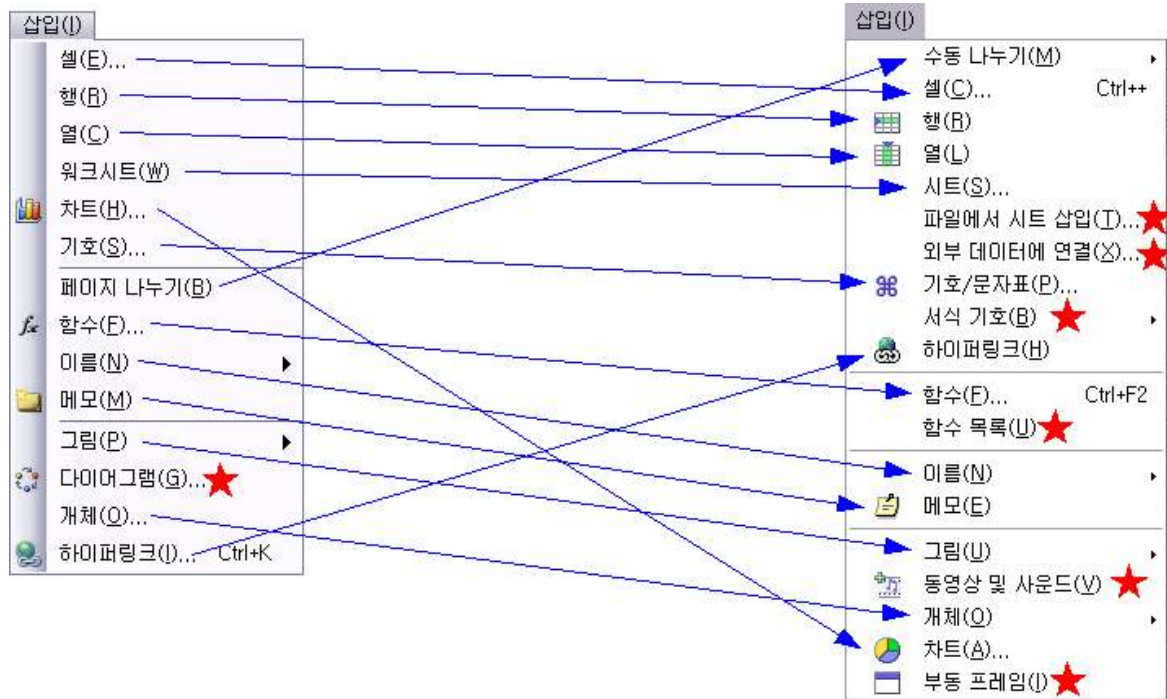 삽입(I)
셀(E)...
행(R)
열(C)
워크시트(W)
차트(H)...
기호(S)...
페이지 나누기(B)
fx 함수(F)...
이름(N)
메모(M)
그림(P)
다이어그램(G)...
개체(O)...
하이퍼링크(I)... Ctrl+K
삽입(I)
수동 나누기(M)
셀(C)... Ctrl++
행(R)
열(L)
시트(S)...
파일에서 시트 삽입(T)...
외부 데이터에 연결(X)...
기호/문자표(P)...
서식 기호(B)
하이퍼링크(H)
함수(F)... Ctrl+F2
함수 목록(U)
이름(N)
메모(E)
그림(U)
동영상 및 사운드(V)
개체(O)
차트(A)...
부동 프레임(I)